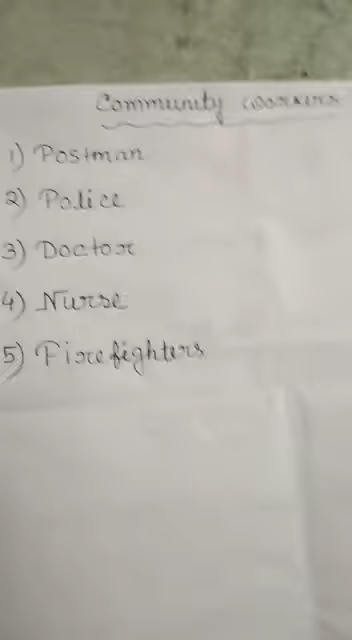 Community workers
1) Postman
2) Police
3) Doctor
4) Nurse
5) Firefighters